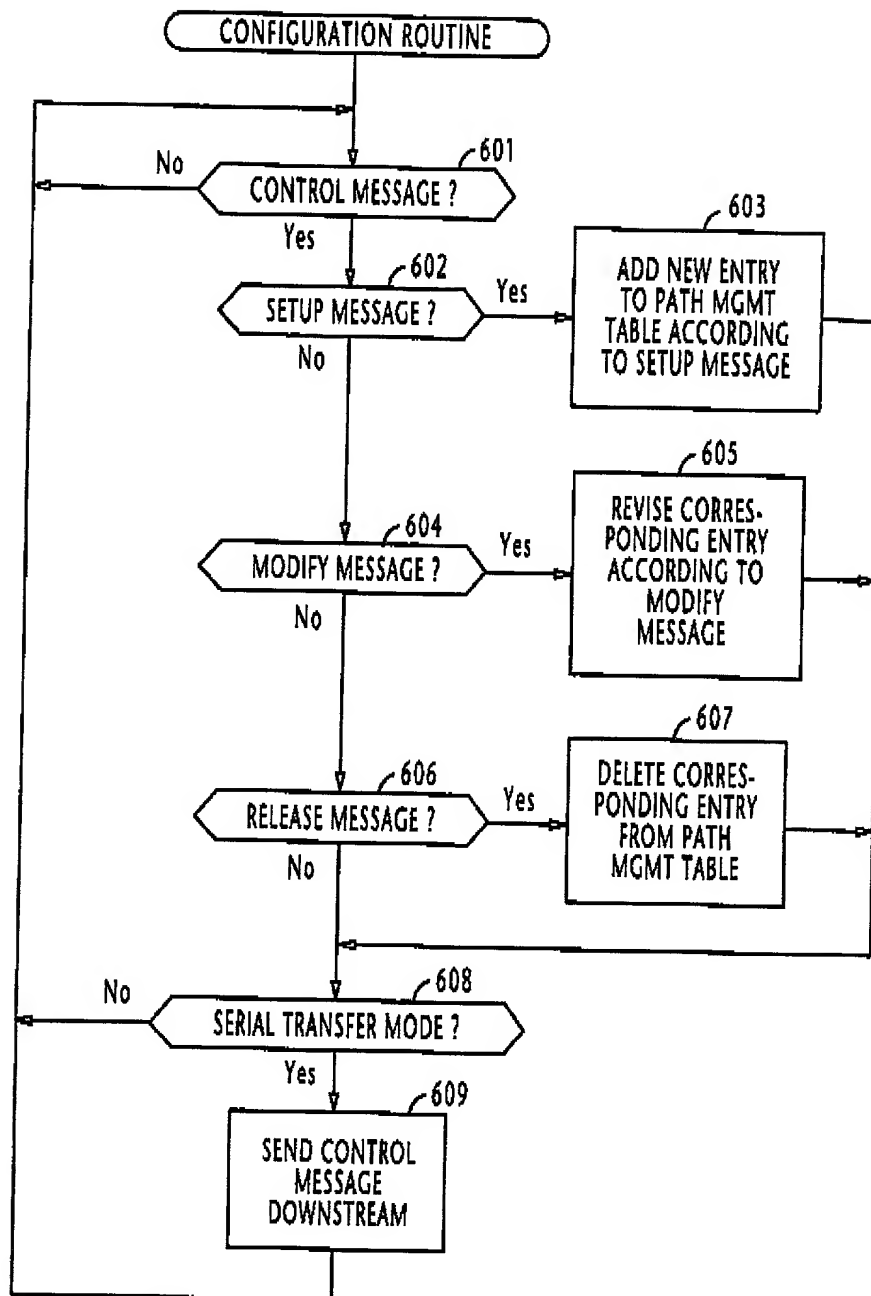 CONFIGURATION ROUTINE
601
No
CONTROL MESSAGE ?
Yes
602
603
SETUP MESSAGE ?
Yes
ADD NEW ENTRY
TO PATH MGMT
TABLE ACCORDING
TO SETUP MESSAGE
No
605
604
MODIFY MESSAGE ?
Yes
REVISE CORRES-
PONDING ENTRY
ACCORDING TO
MODIFY
MESSAGE
No
607
606
RELEASE MESSAGE ?
Yes
DELETE CORRES-
PONDING ENTRY
FROM PATH
MGMT TABLE
No
608
No
SERIAL TRANSFER MODE ?
Yes
609
SEND CONTROL
MESSAGE
DOWNSTREAM